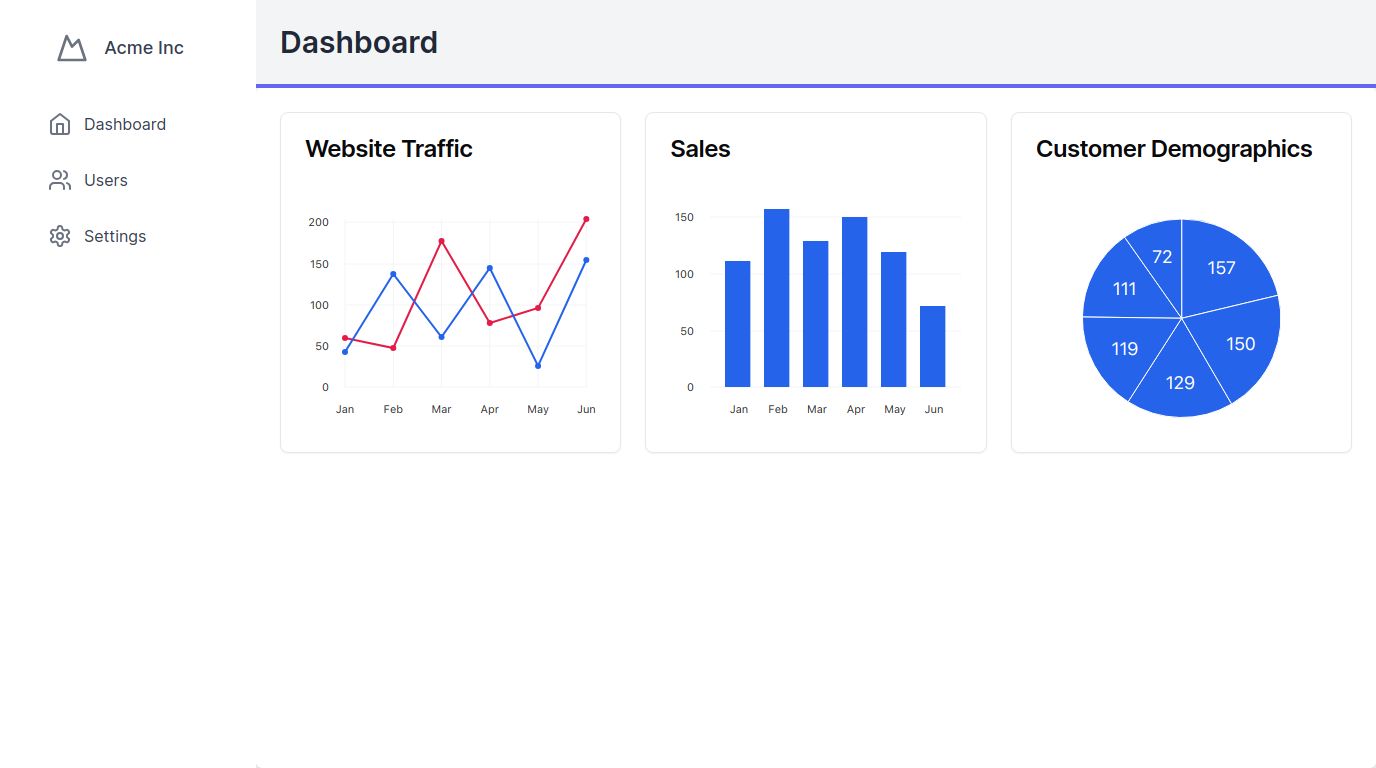 Acme Inc
Dashboard
Users
Settings
Dashboard
Website Traffic
200
150
100
50
0
Jan Feb Mar Apr May Jun
Sales
150
100
50
0
Jan Feb Mar Apr May Jun
Customer Demographics
72 157
111
119 150
129